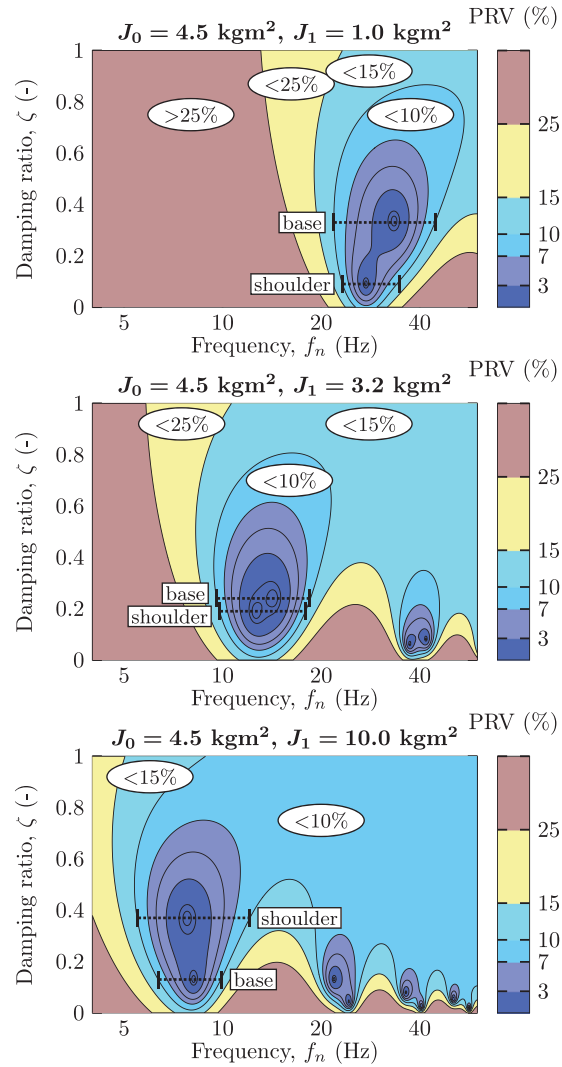 PRV (%)
J₀ = 4.5 kgm², J₁ = 1.0 kgm²
Damping ratio, ζ (-)
1
0.8
0.6
0.4
0.2
0
<15%
<25%
>25%
<10%
base
shoulder
25
15
10
7
3
5 10 20 40
Frequency, fₙ (Hz)
PRV (%)
J₀ = 4.5 kgm², J₁ = 3.2 kgm²
Damping ratio, ζ (-)
1
0.8
0.6
0.4
0.2
0
<25%
<15%
<10%
base
shoulder
25
15
10
7
3
5 10 20 40
Frequency, fₙ (Hz)
PRV (%)
J₀ = 4.5 kgm², J₁ = 10.0 kgm²
Damping ratio, ζ (-)
1
0.8
0.6
0.4
0.2
0
<15%
<10%
shoulder
base
25
15
10
7
3
5 10 20 40
Frequency, fₙ (Hz)